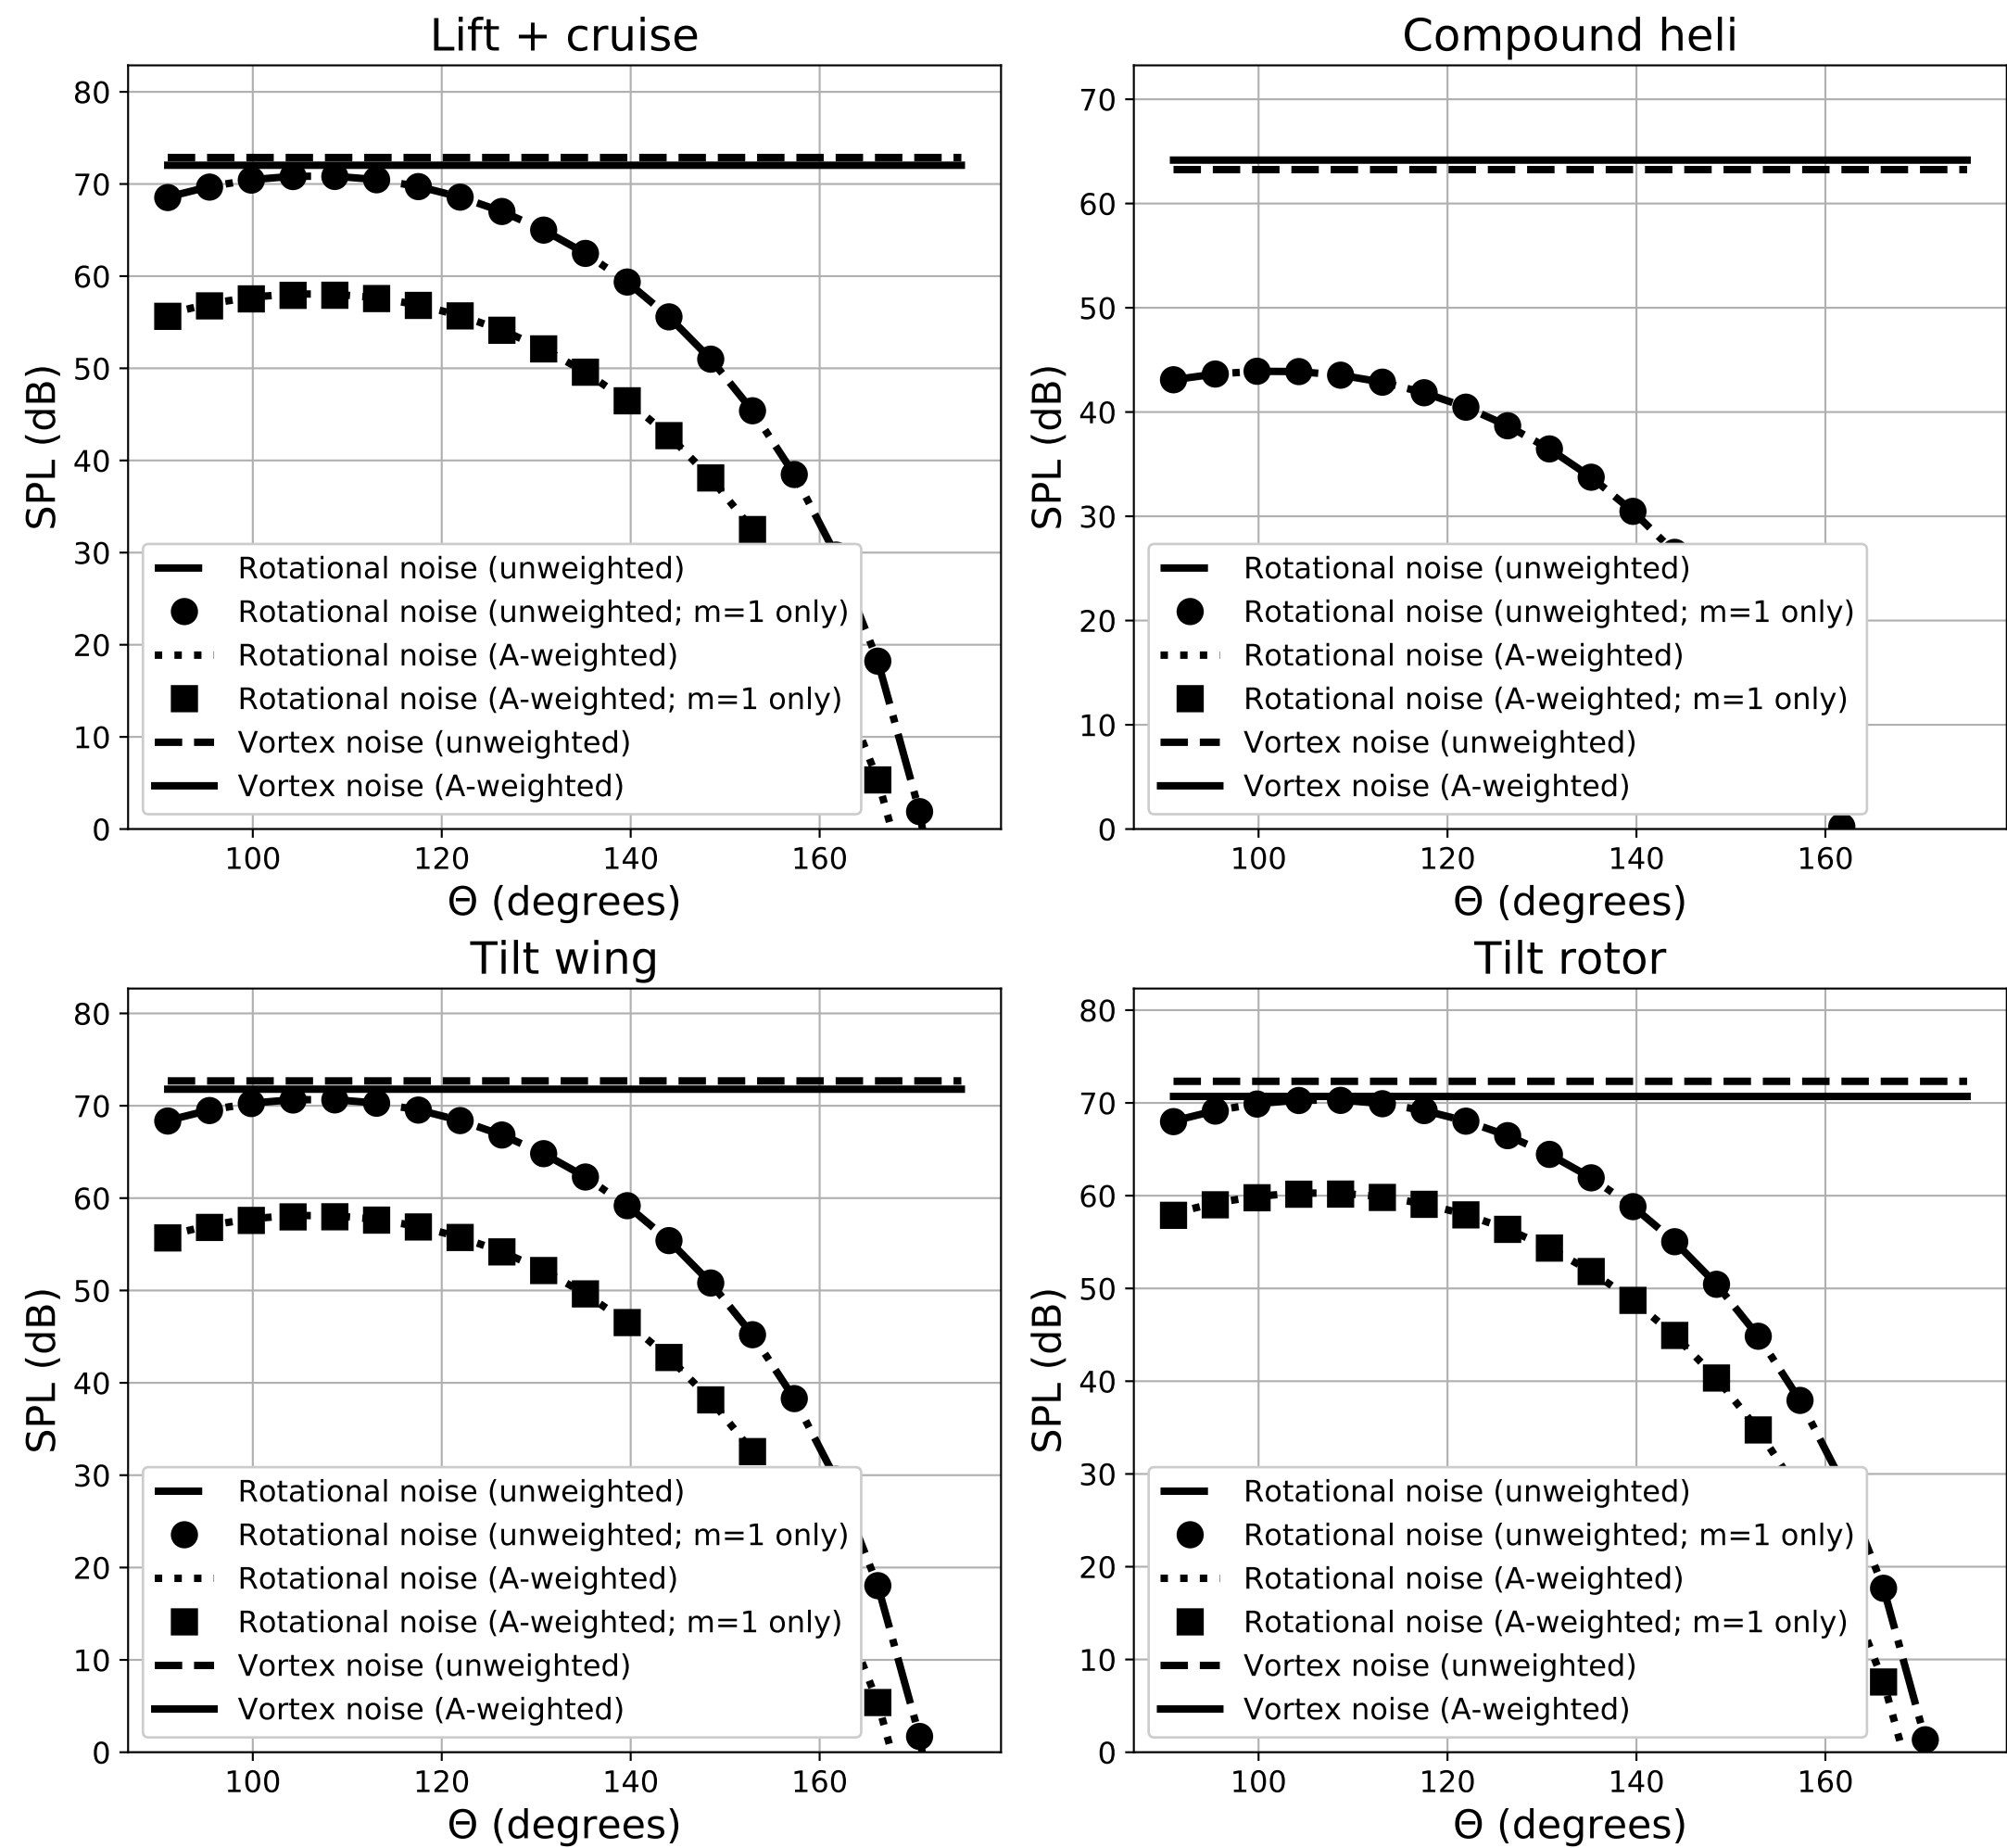 Lift + cruise
80
70
60
50
40
30
20
10
0
SPL (dB)
Rotational noise (unweighted)
Rotational noise (unweighted; m=1 only)
Rotational noise (A-weighted)
Rotational noise (A-weighted; m=1 only)
Vortex noise (unweighted)
Vortex noise (A-weighted)
100 120 140 160
Θ (degrees)
Compound heli
70
60
50
40
30
20
10
0
SPL (dB)
Rotational noise (unweighted)
Rotational noise (unweighted; m=1 only)
Rotational noise (A-weighted)
Rotational noise (A-weighted; m=1 only)
Vortex noise (unweighted)
Vortex noise (A-weighted)
100 120 140 160
Θ (degrees)
Tilt wing
80
70
60
50
40
30
20
10
0
SPL (dB)
Rotational noise (unweighted)
Rotational noise (unweighted; m=1 only)
Rotational noise (A-weighted)
Rotational noise (A-weighted; m=1 only)
Vortex noise (unweighted)
Vortex noise (A-weighted)
100 120 140 160
Θ (degrees)
Tilt rotor
80
70
60
50
40
30
20
10
0
SPL (dB)
Rotational noise (unweighted)
Rotational noise (unweighted; m=1 only)
Rotational noise (A-weighted)
Rotational noise (A-weighted; m=1 only)
Vortex noise (unweighted)
Vortex noise (A-weighted)
100 120 140 160
Θ (degrees)